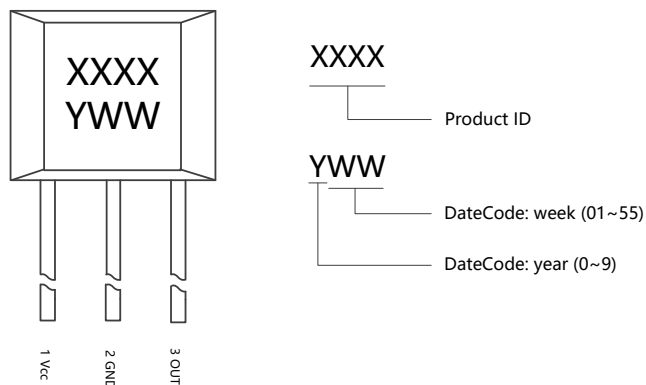 XXXX
YWW
1 Vcc
2 GND
3 OUT
XXXX
Product ID
YWW
DateCode: week (01~55)
DateCode: year (0~9)